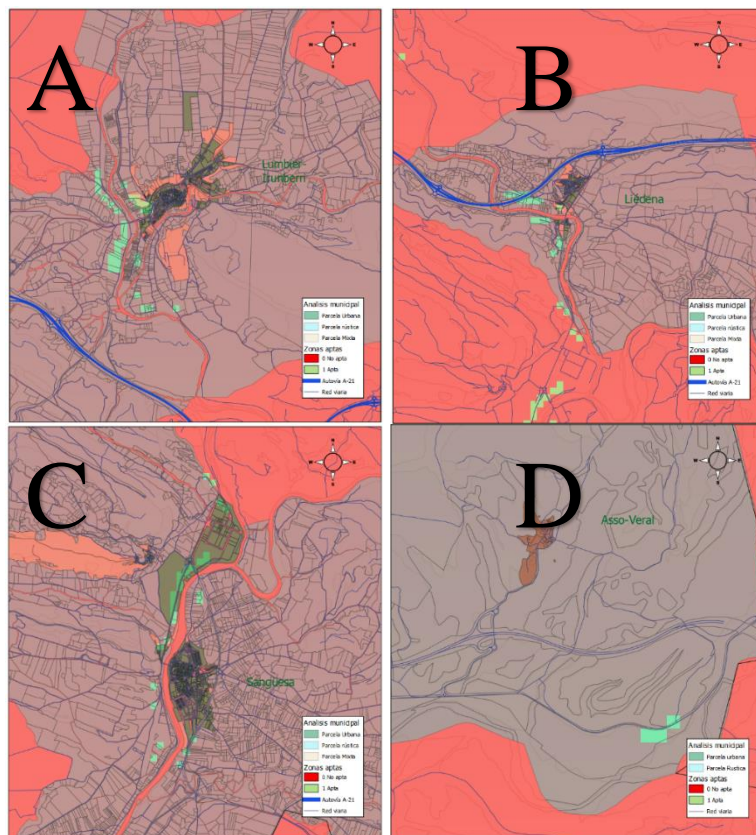 A
N
W
E
S
Lumbier-
Irunberri
Analisis municipal
Parcela Urbana
Parcela rústica
Parcela Mixta
Zonas aptas
0 No apta
1 Apta
Autovía A-21
Red viaria
B
N
W
E
S
Liédena
Analisis municipal
Parcela Urbana
Parcela rústica
Parcela Mixta
Zonas aptas
0 No apta
1 Apta
Autovía A-21
Red viaria
C
N
W
E
S
Sangüesa
Analisis municipal
Parcela Urbana
Parcela rústica
Parcela Mixta
Zonas aptas
0 No apta
1 Apta
Autovía A-21
Red viaria
D
N
W
E
S
Asso-Veral
Analisis municipal
Parcela urbana
Parcela Rustica
Zonas aptas
0 No apta
1 Apta
Red viaria